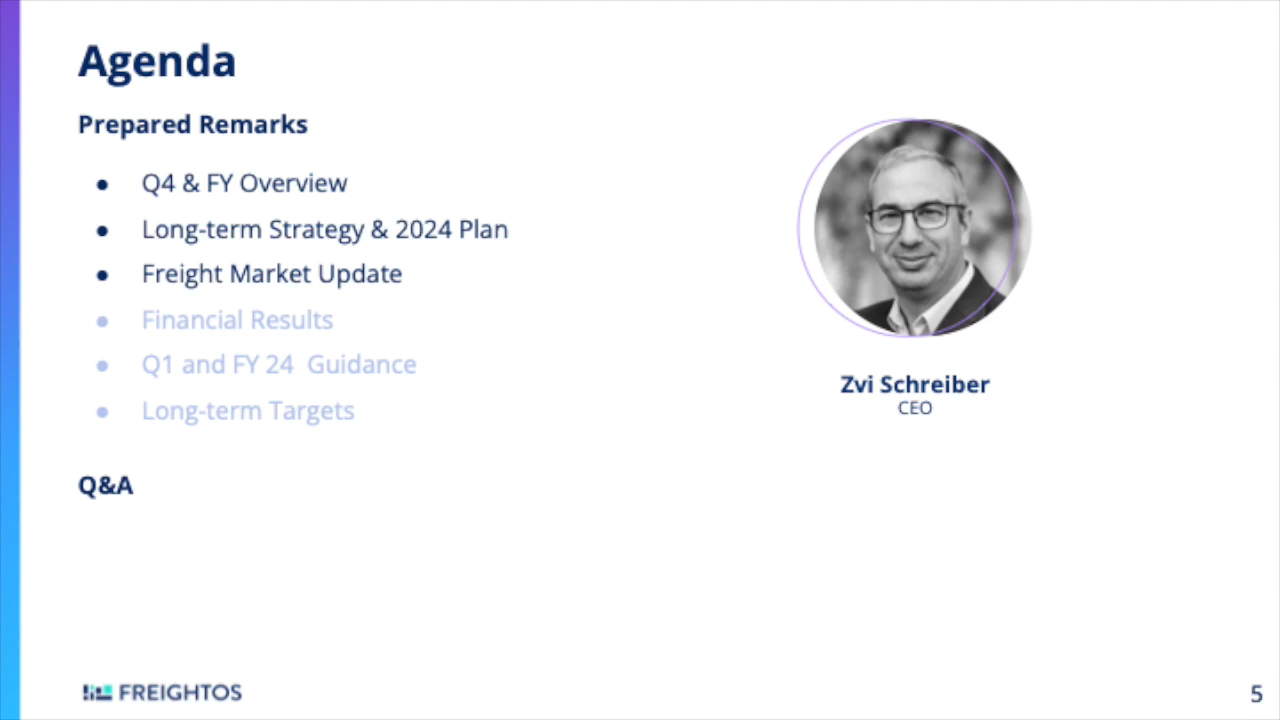 Agenda
Prepared Remarks
● Q4 & FY Overview
● Long-term Strategy & 2024 Plan
● Freight Market Update
● Financial Results
● Q1 and FY 24  Guidance
● Long-term Targets
Q&A
Zvi Schreiber
CEO
FREIGHTOS
5